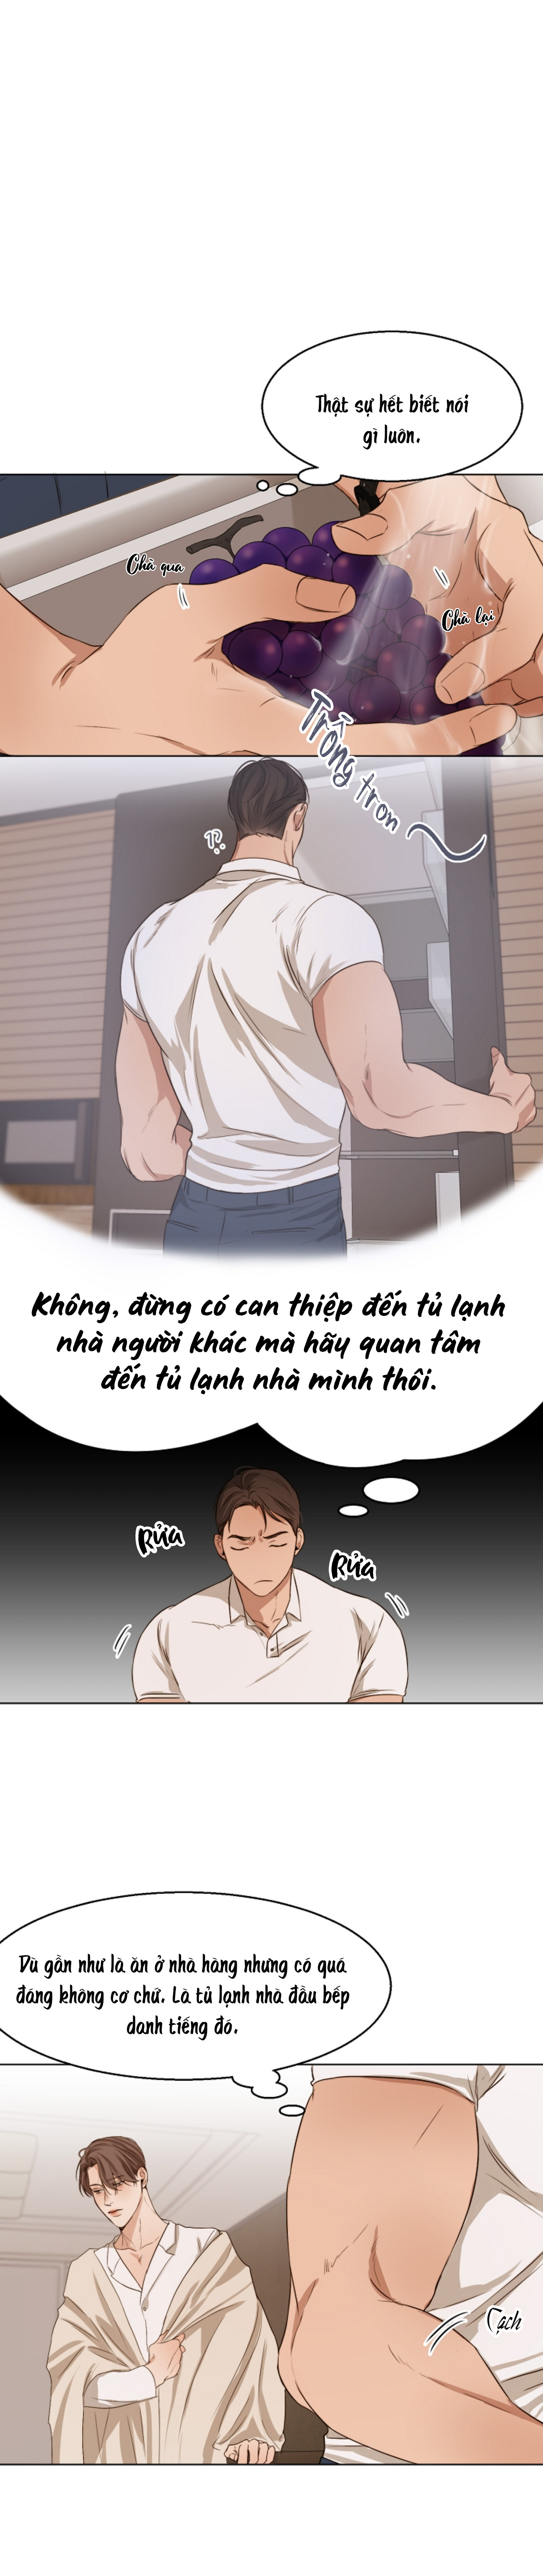 Thật sự hết biết nói
gì luôn.
Chà qua
Chà lại
Trống trơn
!?
Không, đừng có can thiệp đến tủ lạnh
nhà người khác mà hãy quan tâm
đến tủ lạnh nhà mình thôi.
Rửa
Rửa
Dù gần như là ăn ở nhà hàng nhưng có quá
đáng không cơ chứ. Là tủ lạnh nhà đầu bếp
danh tiếng đó.
Cạch